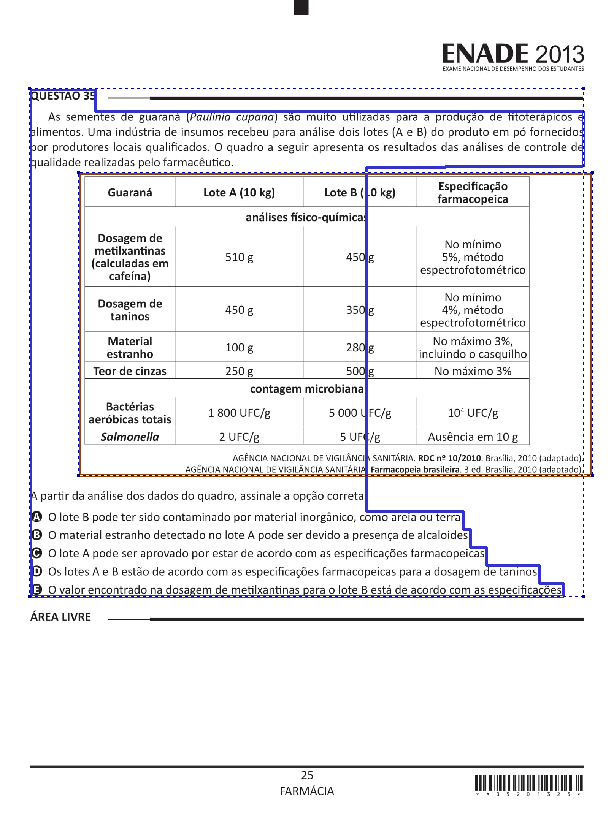 ENADE 2013
EXAME NACIONAL DE DESEMPENHO DOS ESTUDANTES
QUESTÃO 35
As sementes de guaraná (Paulinia cupana) são muito utilizadas para a produção de fitoterápicos e
alimentos. Uma indústria de insumos recebeu para análise dois lotes (A e B) do produto em pó fornecidos
por produtores locais qualificados. O quadro a seguir apresenta os resultados das análises de controle de
qualidade realizadas pelo farmacêutico.
Guaraná Lote A (10 kg) Lote B (10 kg) Especificação farmacopeica
análises físico-químicas
Dosagem de metilxantinas (calculadas em cafeína) 510 g 450 g No mínimo 5%, método espectrofotométrico
Dosagem de taninos 450 g 350 g No mínimo 4%, método espectrofotométrico
Material estranho 100 g 280 g No máximo 3%, incluindo o casquilho
Teor de cinzas 250 g 500 g No máximo 3%
contagem microbiana
Bactérias aeróbicas totais 1 800 UFC/g 5 000 UFC/g 10⁴ UFC/g
Salmonella 2 UFC/g 5 UFC/g Ausência em 10 g
AGÊNCIA NACIONAL DE VIGILÂNCIA SANITÁRIA. RDC nº 10/2010. Brasília, 2010 (adaptado).
AGÊNCIA NACIONAL DE VIGILÂNCIA SANITÁRIA. Farmacopeia brasileira. 3 ed. Brasília, 2010 (adaptado).
A partir da análise dos dados do quadro, assinale a opção correta.
A O lote B pode ter sido contaminado por material inorgânico, como areia ou terra.
B O material estranho detectado no lote A pode ser devido a presença de alcaloides.
C O lote A pode ser aprovado por estar de acordo com as especificações farmacopeicas.
D Os lotes A e B estão de acordo com as especificações farmacopeicas para a dosagem de taninos.
E O valor encontrado na dosagem de metilxantinas para o lote B está de acordo com as especificações.
ÁREA LIVRE
25
FARMÁCIA